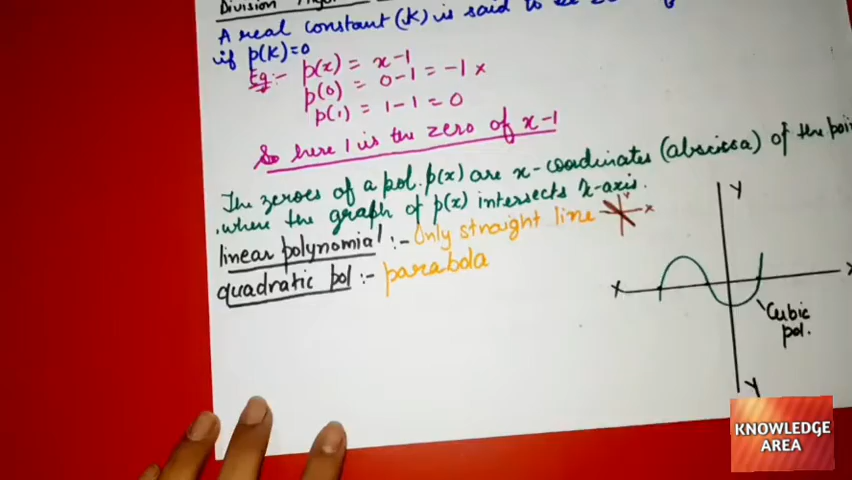 Division
A real constant (K) is said to be
if p(K)=0
Eg:- p(x) = x-1
p(0) = 0-1 = -1 ×
p(1) = 1-1 = 0
So here 1 is the zero of x-1
The zeroes of a pol. p(x) are x-coordinates (abscissa) of the poin
where the graph of p(x) intersects x-axis.
linear polynomial :- Only straight line
Y
X
quadratic pol :- parabola
Y
X
X
Cubic
pol.
Y
KNOWLEDGE
AREA